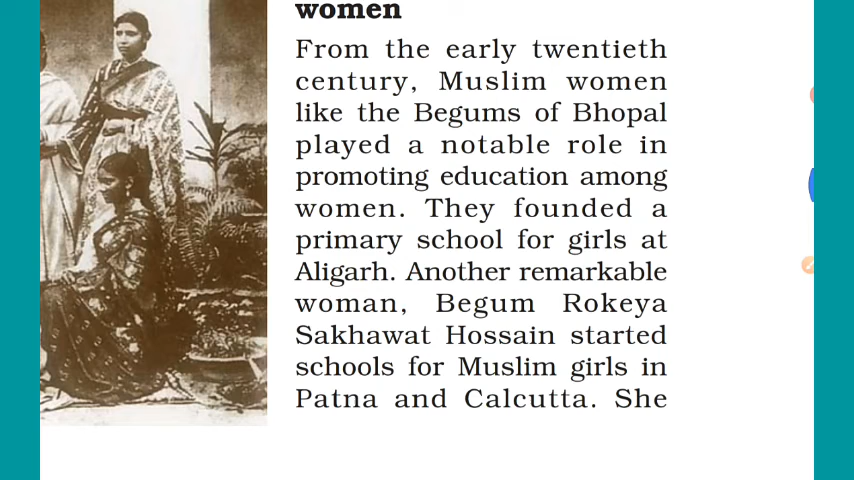 women
From the early twentieth
century, Muslim women
like the Begums of Bhopal
played a notable role in
promoting education among
women. They founded a
primary school for girls at
Aligarh. Another remarkable
woman, Begum Rokeya
Sakhawat Hossain started
schools for Muslim girls in
Patna and Calcutta. She